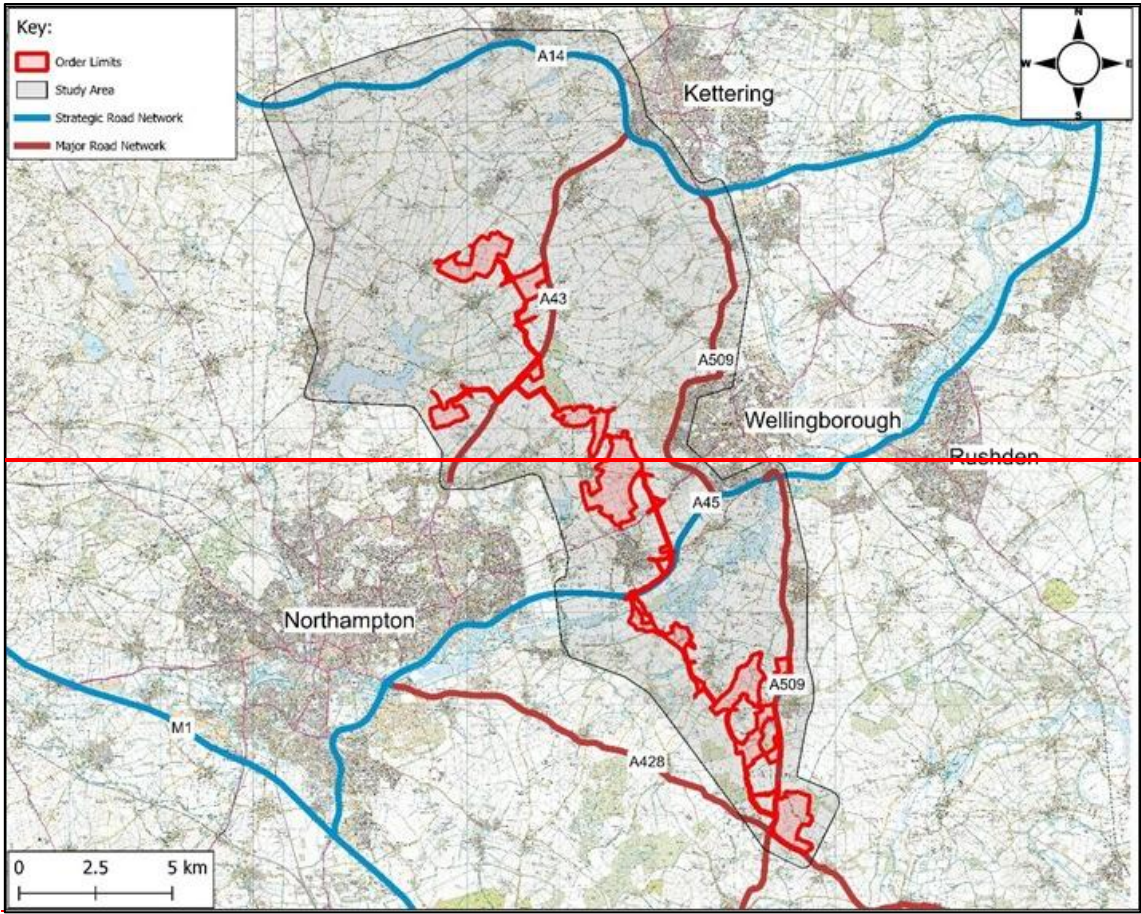 Key:
Order Limits
Study Area
Strategic Road Network
Major Road Network
N
W
E
S
A14
Kettering
A43
A509
Wellingborough
Rushden
A45
Northampton
A509
M1
A428
0 2.5 5 km